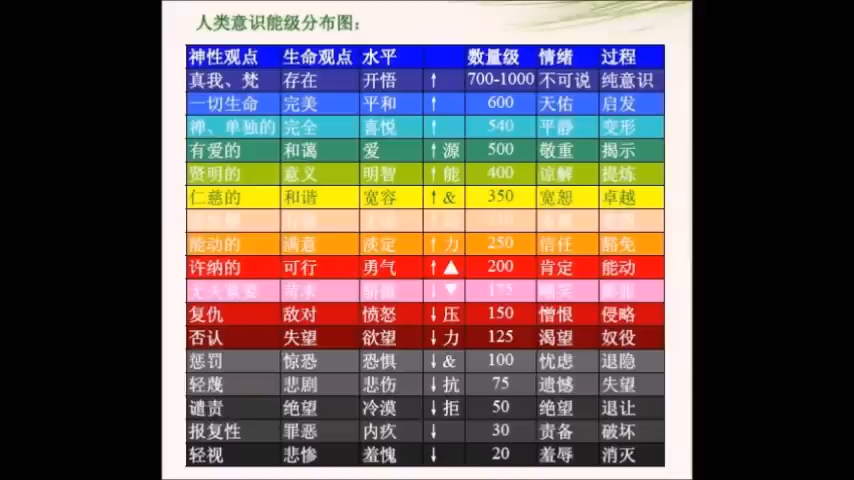 人类意识能级分布图：
神性观点 生命观点 水平 数量级 情绪 过程
真我、梵 存在 开悟 ↑ 700-1000 不可说 纯意识
一切生命 完美 平和 ↑ 600 天佑 启发
禅、单独的 完全 喜悦 ↑ 540 平静 变形
有爱的 和蔼 爱 ↑ 源 500 敬重 揭示
贤明的 意义 明智 ↑ 能 400 谅解 提炼
仁慈的 和谐 宽容 ↑ & 350 宽恕 卓越
能动的 满意 淡定 ↑ 力 250 信任 豁免
许纳的 可行 勇气 ↑ ▲ 200 肯定 能动
↓ ▼ 175
复仇 敌对 愤怒 ↓ 压 150 憎恨 侵略
否认 失望 欲望 ↓ 力 125 渴望 奴役
惩罚 惊恐 恐惧 ↓ & 100 忧虑 退隐
轻蔑 悲剧 悲伤 ↓ 抗 75 遗憾 失望
谴责 绝望 冷漠 ↓ 拒 50 绝望 退让
报复性 罪恶 内疚 ↓ 30 责备 破坏
轻视 悲惨 羞愧 ↓ 20 羞辱 消灭